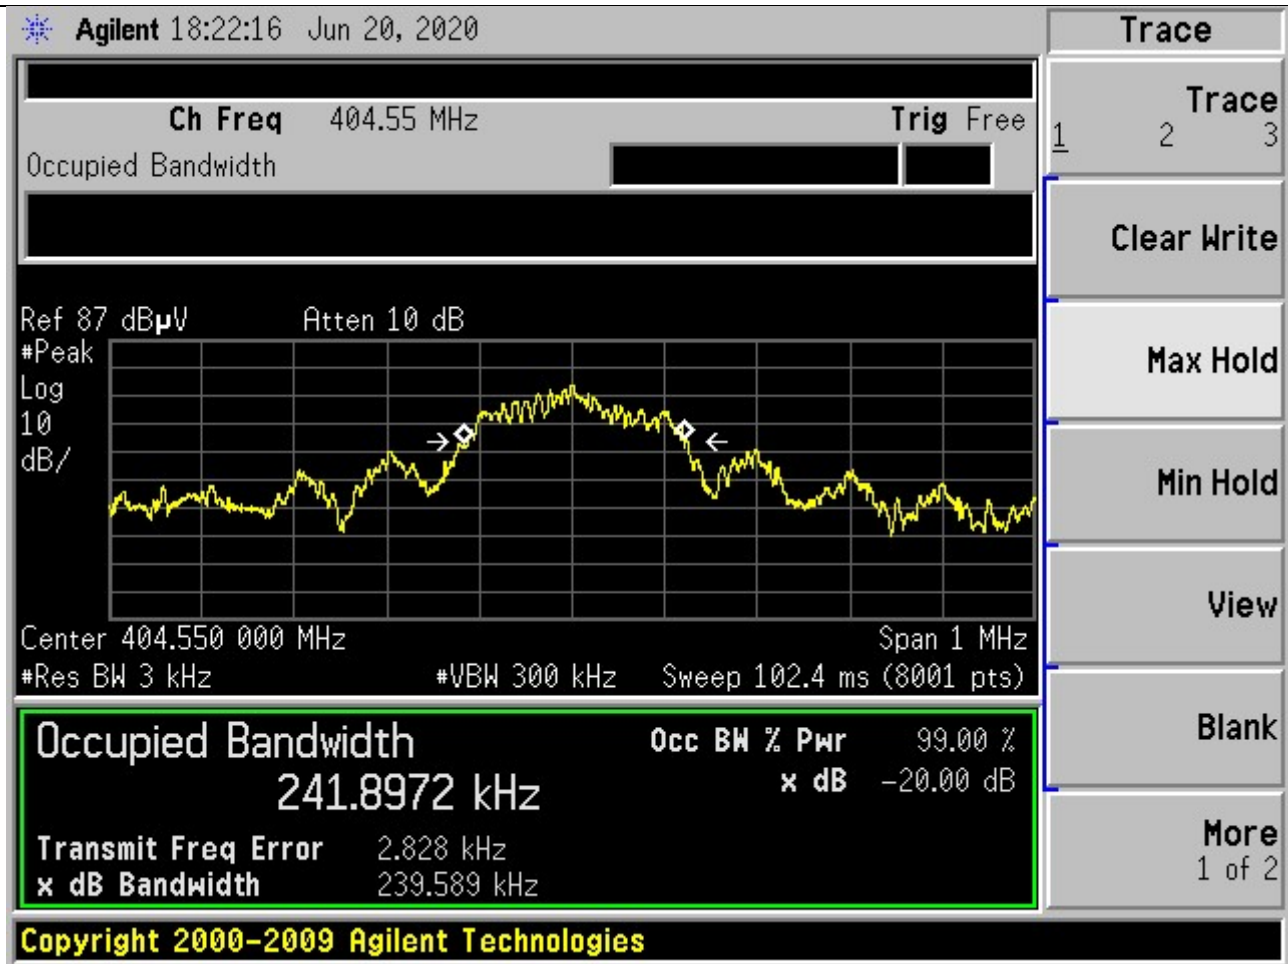 Agilent 18:22:16 Jun 20, 2020
Trace
Ch Freq 404.55 MHz Trig Free
Occupied Bandwidth
Trace
1 2 3
Clear Write
Max Hold
Min Hold
View
Blank
More
1 of 2
Ref 87 dBµV Atten 10 dB
#Peak
Log
10
dB/
Center 404.550 000 MHz Span 1 MHz
#Res BW 3 kHz #VBW 300 kHz Sweep 102.4 ms (8001 pts)
Occupied Bandwidth Occ BW % Pwr 99.00 %
241.8972 kHz x dB -20.00 dB
Transmit Freq Error 2.828 kHz
x dB Bandwidth 239.589 kHz
Copyright 2000-2009 Agilent Technologies